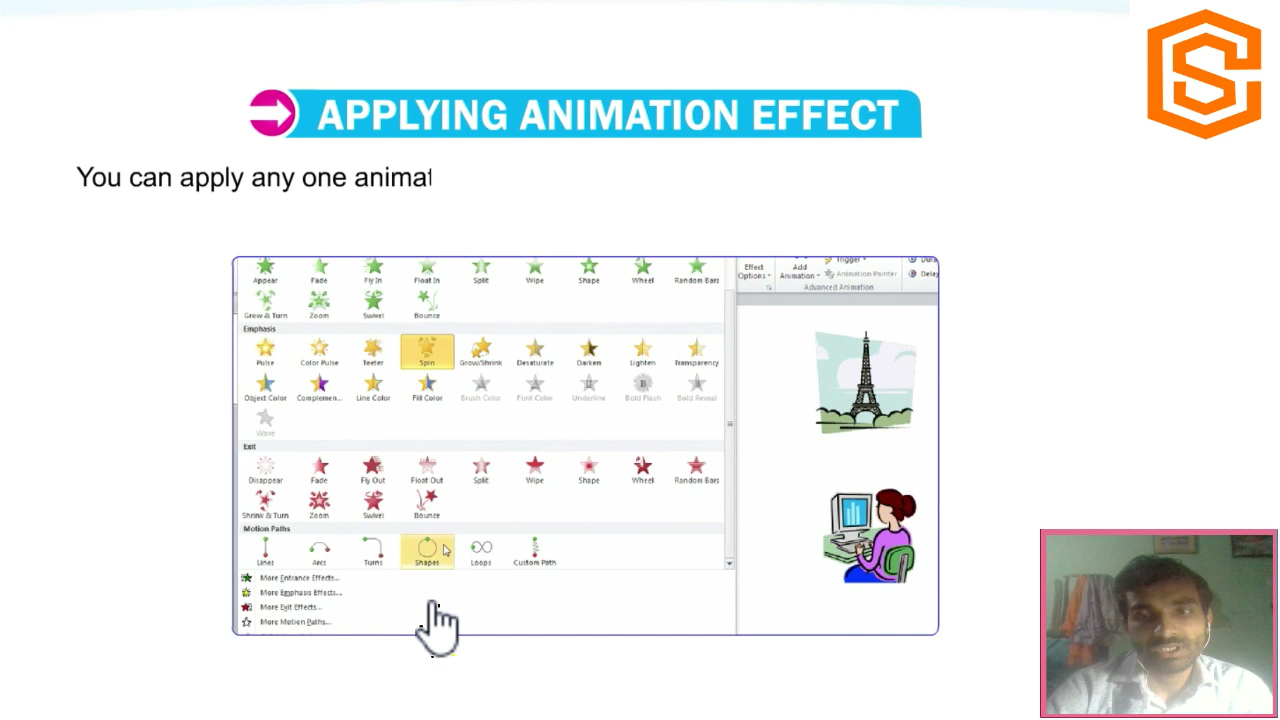 APPLYING ANIMATION EFFECT
You can apply any one animat
Appear Fade Fly In Float In Split Wipe Shape Wheel Random Bars
Grow & Turn Zoom Swivel Bounce
Emphasis
Pulse Color Pulse Teeter Spin Grow/Shrink Desaturate Darken Lighten Transparency
Object Color Complemen... Line Color Fill Color Brush Color Font Color Underline Bold Flash Bold Reveal
Wave
Exit
Disappear Fade Fly Out Float Out Split Wipe Shape Wheel Random Bars
Shrink & Turn Zoom Swivel Bounce
Motion Paths
Lines Arcs Turns Shapes Loops Custom Path
More Entrance Effects...
More Emphasis Effects...
More Exit Effects...
More Motion Paths...
Effect
Options
Add
Animation
Trigger
Animation Painter
Advanced Animation
Delay